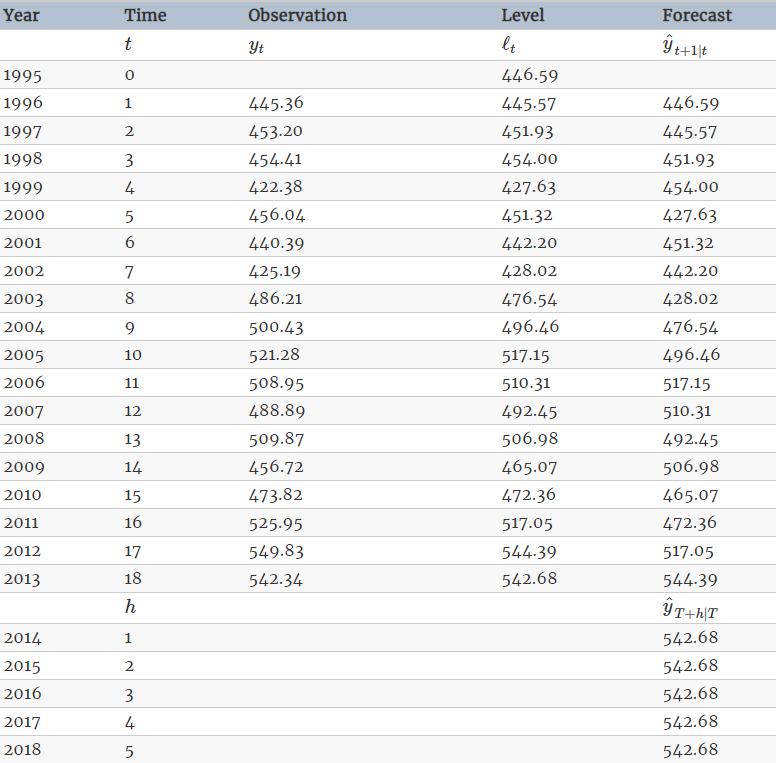 Year Time Observation Level Forecast
t yₜ ℓₜ ŷₜ₊₁|ₜ
1995 0 446.59
1996 1 445.36 445.57 446.59
1997 2 453.20 451.93 445.57
1998 3 454.41 454.00 451.93
1999 4 422.38 427.63 454.00
2000 5 456.04 451.32 427.63
2001 6 440.39 442.20 451.32
2002 7 425.19 428.02 442.20
2003 8 486.21 476.54 428.02
2004 9 500.43 496.46 476.54
2005 10 521.28 517.15 496.46
2006 11 508.95 510.31 517.15
2007 12 488.89 492.45 510.31
2008 13 509.87 506.98 492.45
2009 14 456.72 465.07 506.98
2010 15 473.82 472.36 465.07
2011 16 525.95 517.05 472.36
2012 17 549.83 544.39 517.05
2013 18 542.34 542.68 544.39
h ŷ_T+h|T
2014 1 542.68
2015 2 542.68
2016 3 542.68
2017 4 542.68
2018 5 542.68